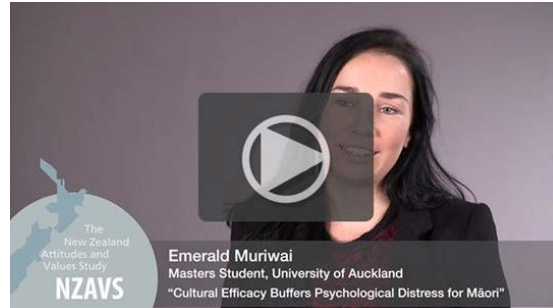 The
New Zealand
Attitudes and
Values Study
NZAVS
Emerald Muriwai
Masters Student, University of Auckland
“Cultural Efficacy Buffers Psychological Distress for Māori”